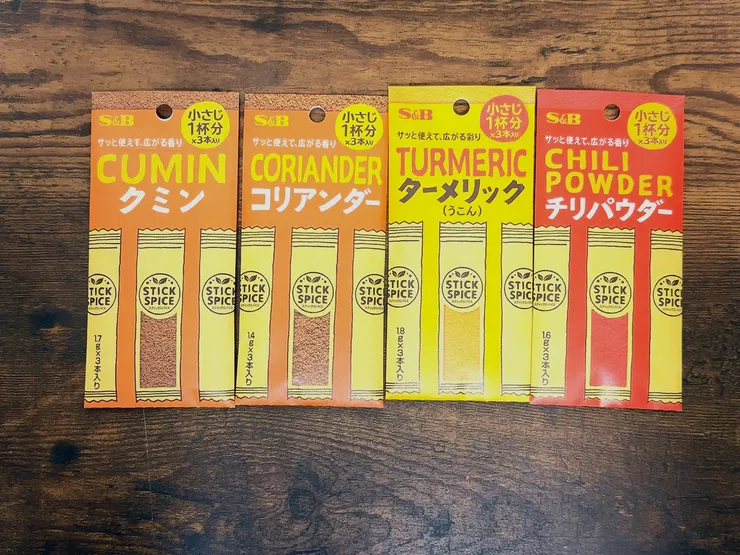 S&B
小さじ
1杯分
×3本入り
サッと使えて、広がる香り
CUMIN
クミン
STICK
SPICE
STICK
SPICE
STICK
SPICE
1.7g×3本入り
S&B
小さじ
1杯分
×3本入り
サッと使えて、広がる香り
CORIANDER
コリアンダー
STICK
SPICE
STICK
SPICE
STICK
SPICE
1.4g×3本入り
S&B
小さじ
1杯分
×3本入り
サッと使えて、広がる彩り
TURMERIC
ターメリック
(うこん)
STICK
SPICE
STICK
SPICE
STICK
SPICE
1.8g×3本入り
S&B
小さじ
1杯分
×3本入り
サッと使えて、広がる香り
CHILI
POWDER
チリパウダー
STICK
SPICE
STICK
SPICE
STICK
SPICE
1.6g×3本入り